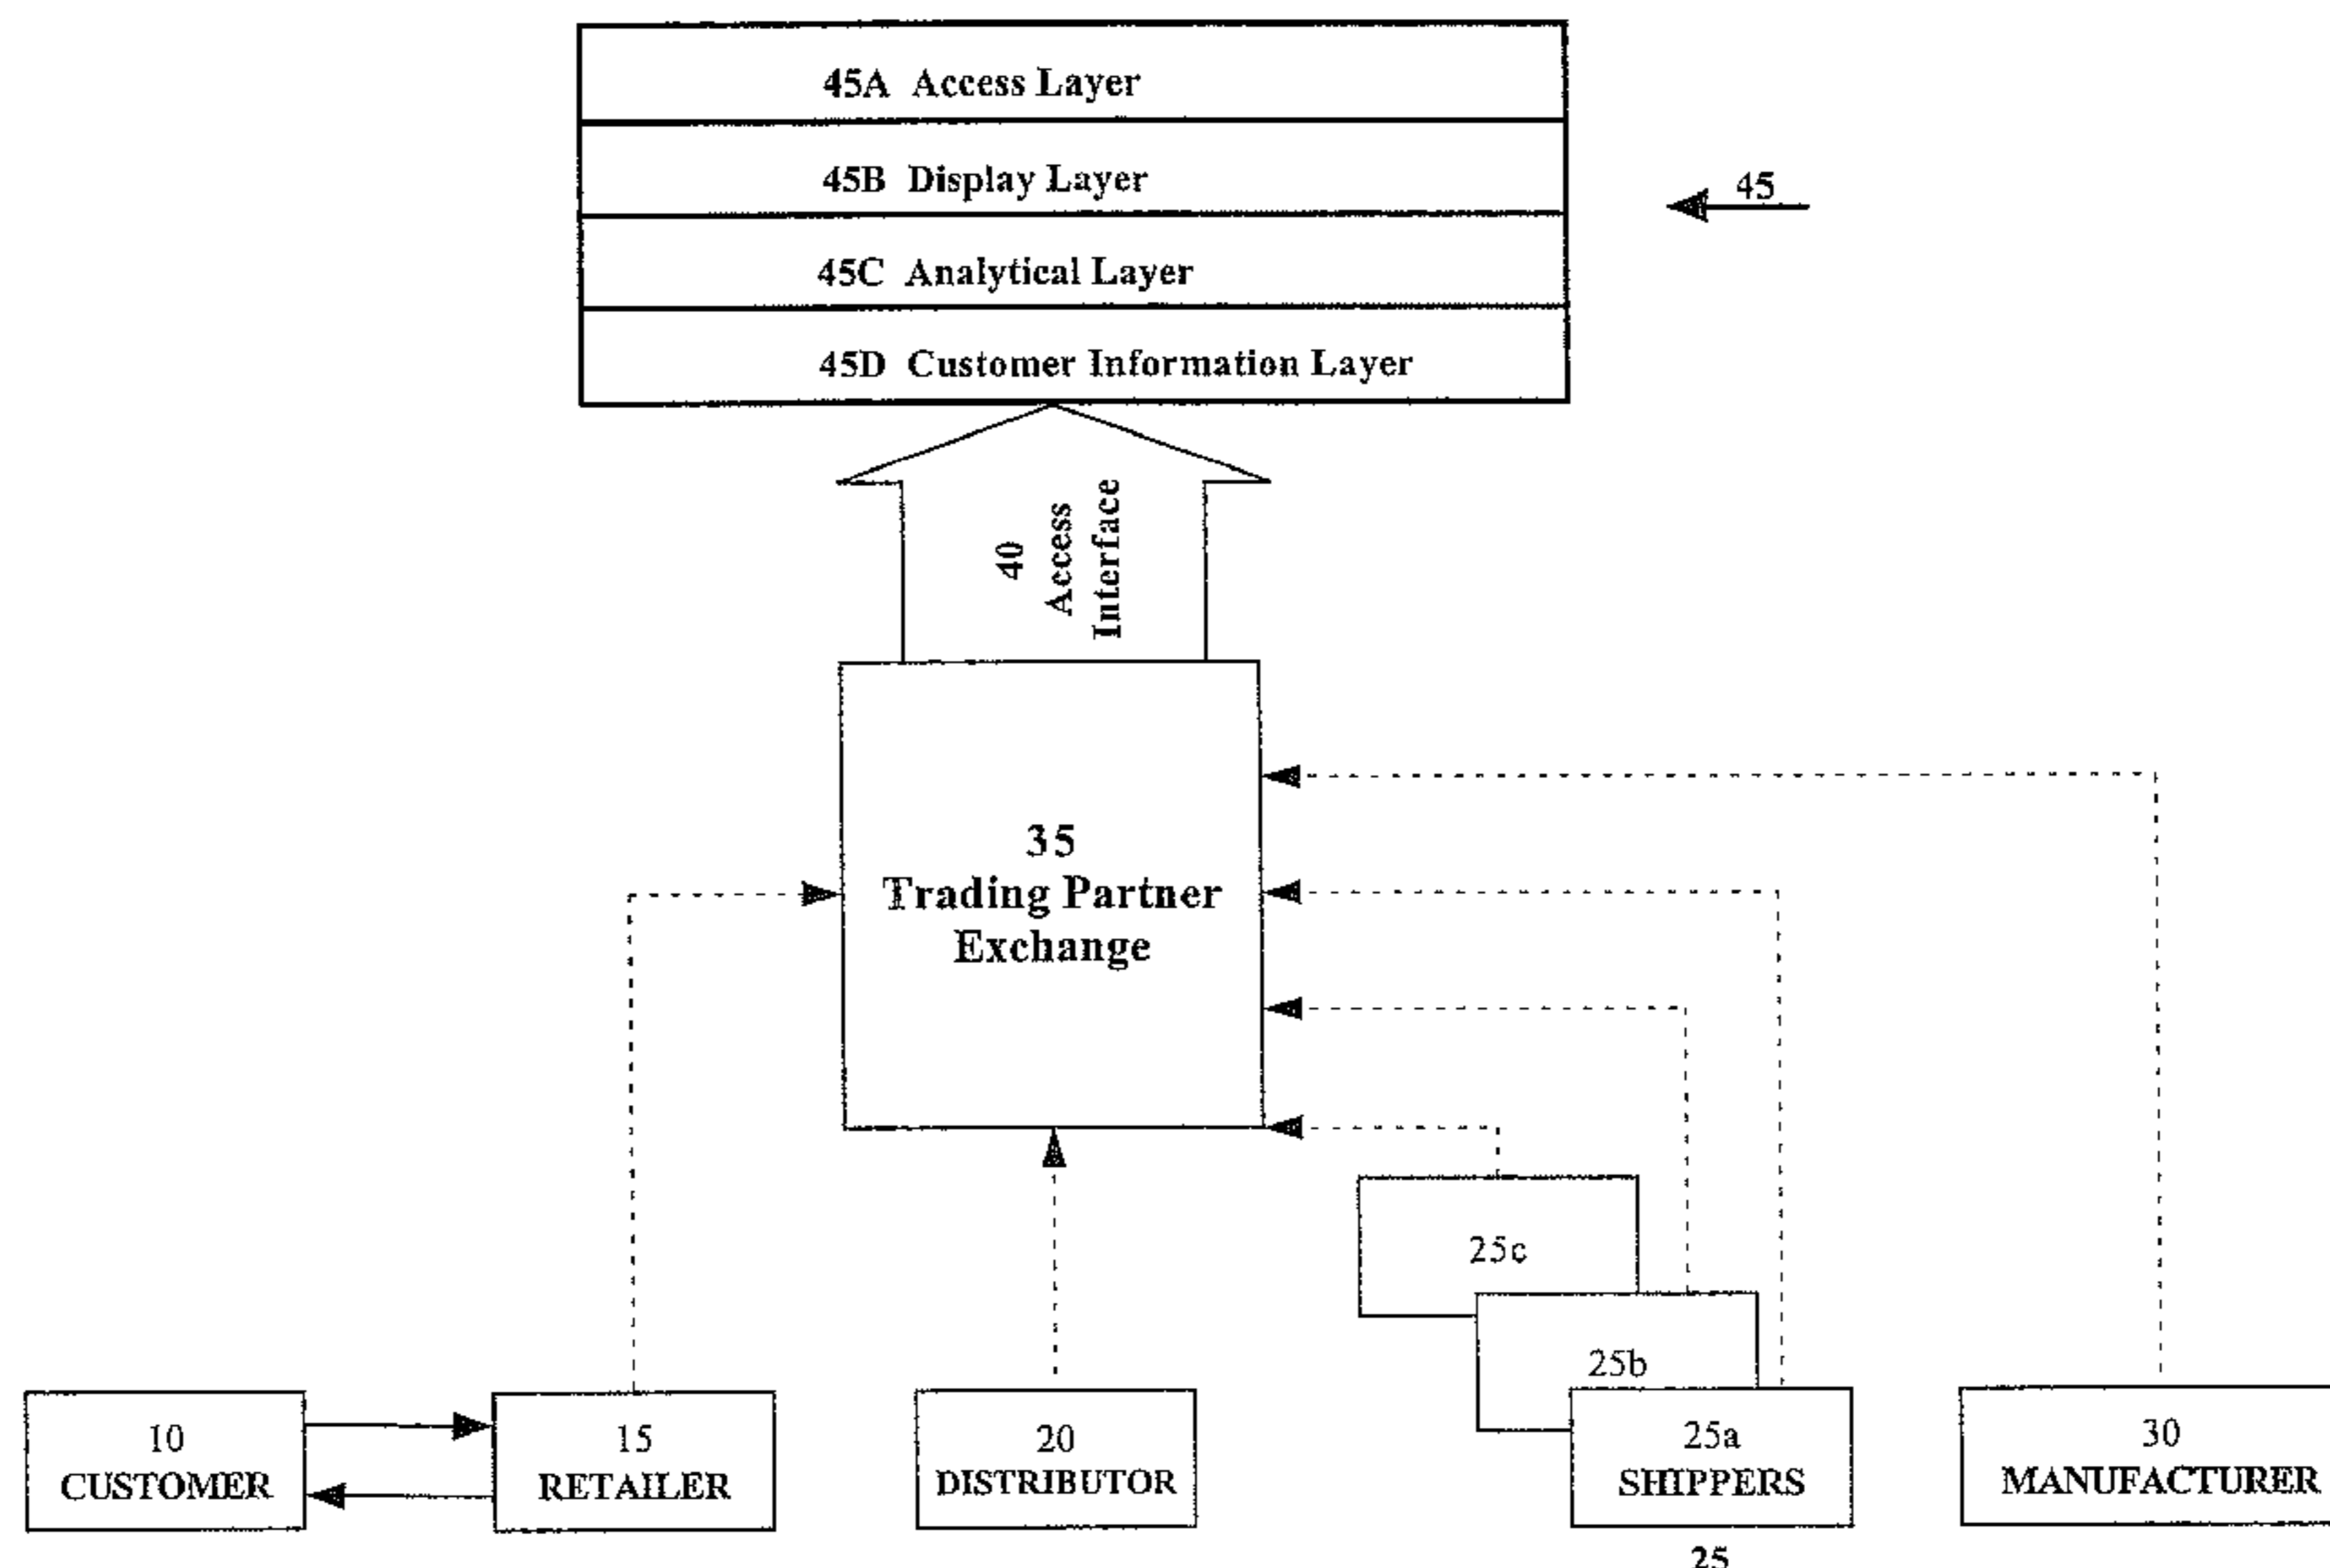 45A Access Layer
45B Display Layer
45
45C Analytical Layer
45D Customer Information Layer
40
Access
Interface
35
Trading Partner
Exchange
25c
25b
10
CUSTOMER
15
RETAILER
20
DISTRIBUTOR
25a
SHIPPERS
30
MANUFACTURER
25